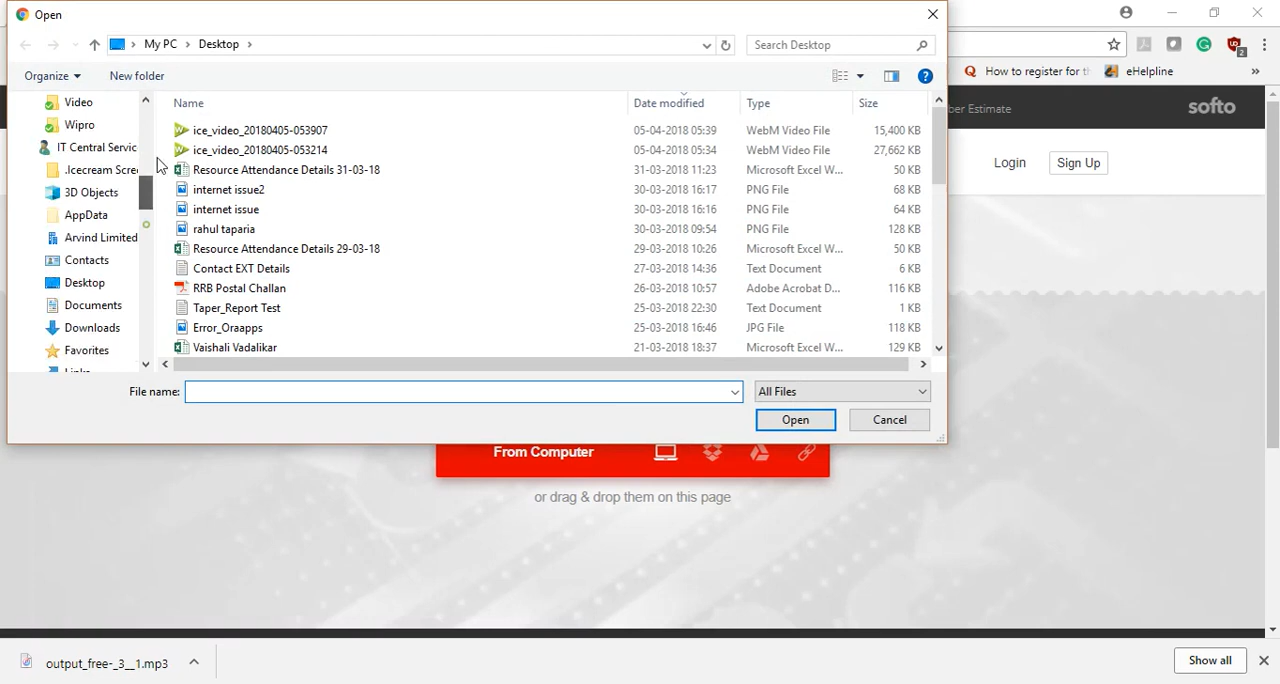 Open
My PC
Desktop
Search Desktop
Organize
New folder
Name
Date modified
Type
Size
ice_video_20180405-053907 05-04-2018 05:39 WebM Video File 15,400 KB
ice_video_20180405-053214 05-04-2018 05:34 WebM Video File 27,662 KB
Resource Attendance Details 31-03-18 31-03-2018 11:23 Microsoft Excel W... 50 KB
internet issue2 30-03-2018 16:17 PNG File 68 KB
internet issue 30-03-2018 16:16 PNG File 64 KB
rahul taparia 30-03-2018 09:54 PNG File 128 KB
Resource Attendance Details 29-03-18 29-03-2018 10:26 Microsoft Excel W... 50 KB
Contact EXT Details 27-03-2018 14:36 Text Document 6 KB
RRB Postal Challan 26-03-2018 10:57 Adobe Acrobat D... 116 KB
Taper_Report Test 25-03-2018 22:30 Text Document 1 KB
Error_Oraapps 25-03-2018 16:46 JPG File 118 KB
Vaishali Vadalikar 21-03-2018 18:37 Microsoft Excel W... 129 KB
Video
Wipro
IT Central Servic
.Icecream Scre
3D Objects
AppData
Arvind Limited
Contacts
Desktop
Documents
Downloads
Favorites
File name:
All Files
Open
Cancel
2
How to register for t
eHelpline
»
ber Estimate
softo
Login
Sign Up
From Computer
or drag & drop them on this page
output_free-_3__1.mp3
Show all